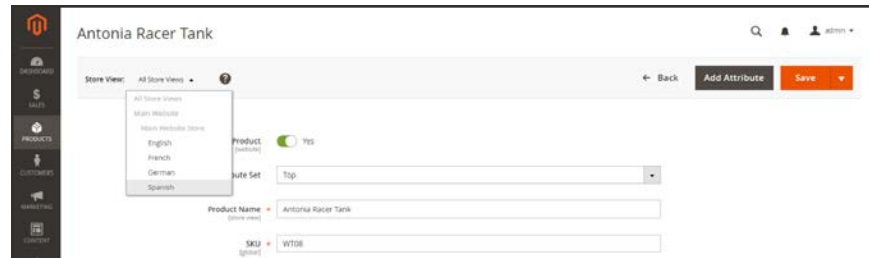 Antonia Racer Tank
admin
DASHBOARD
SALES
PRODUCTS
CUSTOMERS
MARKETING
CONTENT
Store View: All Store Views
← Back
Add Attribute
Save
All Store Views
Main Website
Main Website Store
English
French
German
Spanish
Product
[website]
Yes
ute Set
Top
Product Name *
[store view]
Antonia Racer Tank
SKU *
[global]
WT08